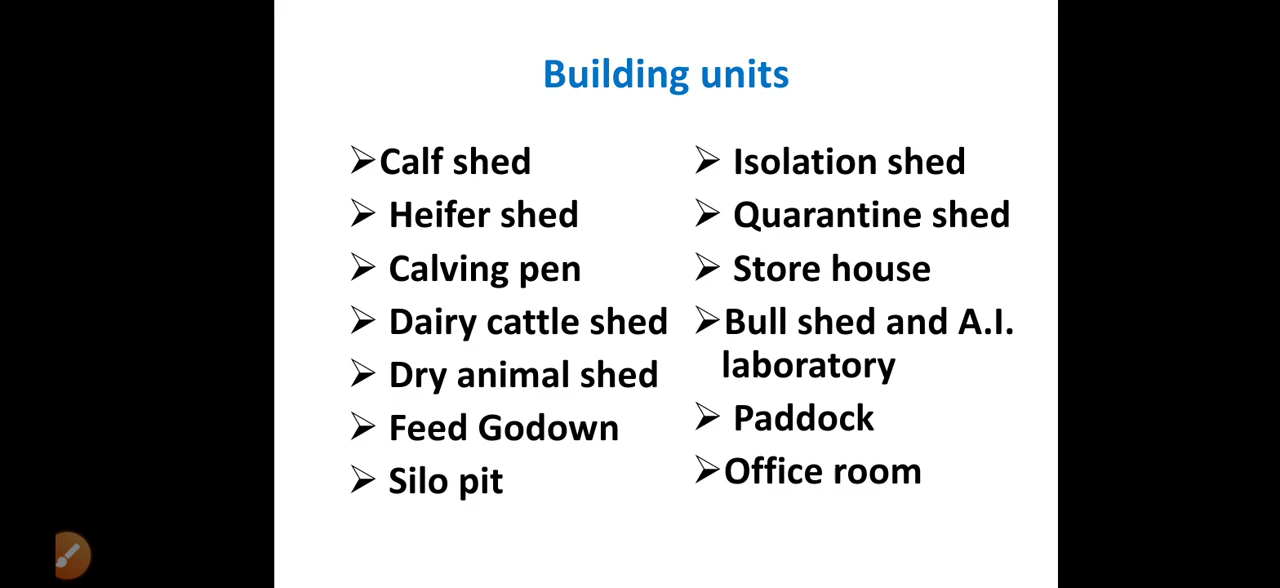 Building units
➢Calf shed
➢ Heifer shed
➢ Calving pen
➢ Dairy cattle shed
➢ Dry animal shed
➢ Feed Godown
➢ Silo pit
➢ Isolation shed
➢ Quarantine shed
➢ Store house
➢Bull shed and A.I.
laboratory
➢ Paddock
➢Office room